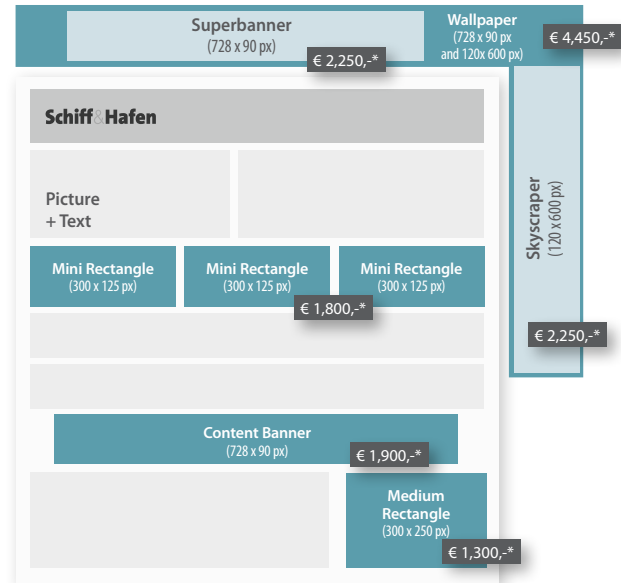 Superbanner
(728 x 90 px)
€ 2,250,-*
Wallpaper
(728 x 90 px
and 120x 600 px)
€ 4,450,-*
Schiff&Hafen
Skyscraper
(120 x 600 px)
€ 2,250,-*
Picture
+ Text
Mini Rectangle
(300 x 125 px)
Mini Rectangle
(300 x 125 px)
Mini Rectangle
(300 x 125 px)
€ 1,800,-*
Content Banner
(728 x 90 px)
€ 1,900,-*
Medium
Rectangle
(300 x 250 px)
€ 1,300,-*